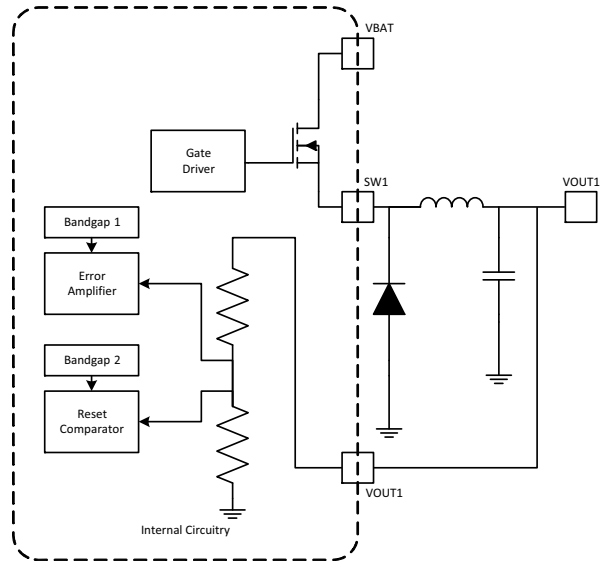 VBAT
Gate
Driver
SW1
VOUT1
Bandgap 1
Error
Amplifier
Bandgap 2
Reset
Comparator
VOUT1
Internal Circuitry